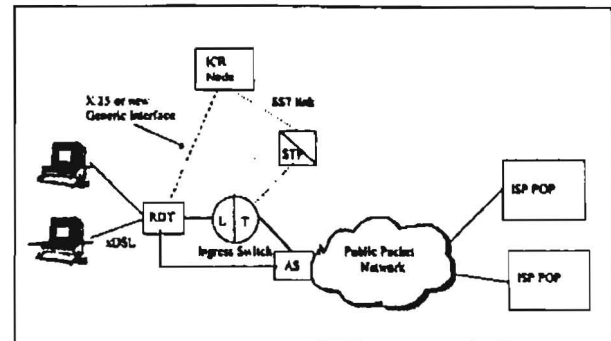 ICR
Node
X.25 or new
Generic Interface
SS7 link
STP
RDT
L T
xDSL
Ingress Switch
AS
Public Packet
Network
ISP POP
ISP POP